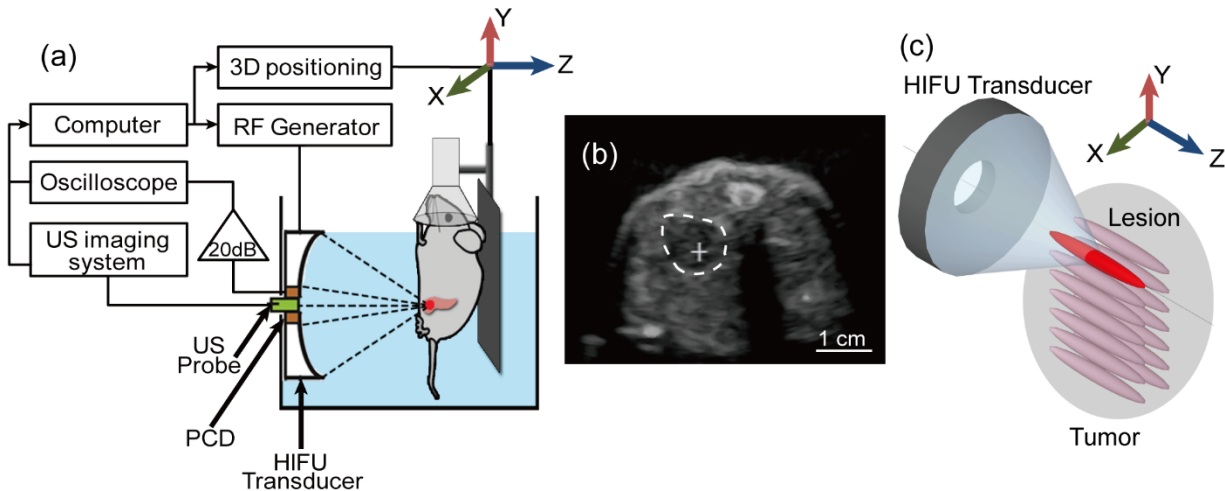 (a)
Y
Z
X
3D positioning
Computer
RF Generator
Oscilloscope
US imaging
system
20dB
US
Probe
PCD
HIFU
Transducer
(b)
1 cm
(c)
HIFU Transducer
Y
X
Z
Lesion
Tumor